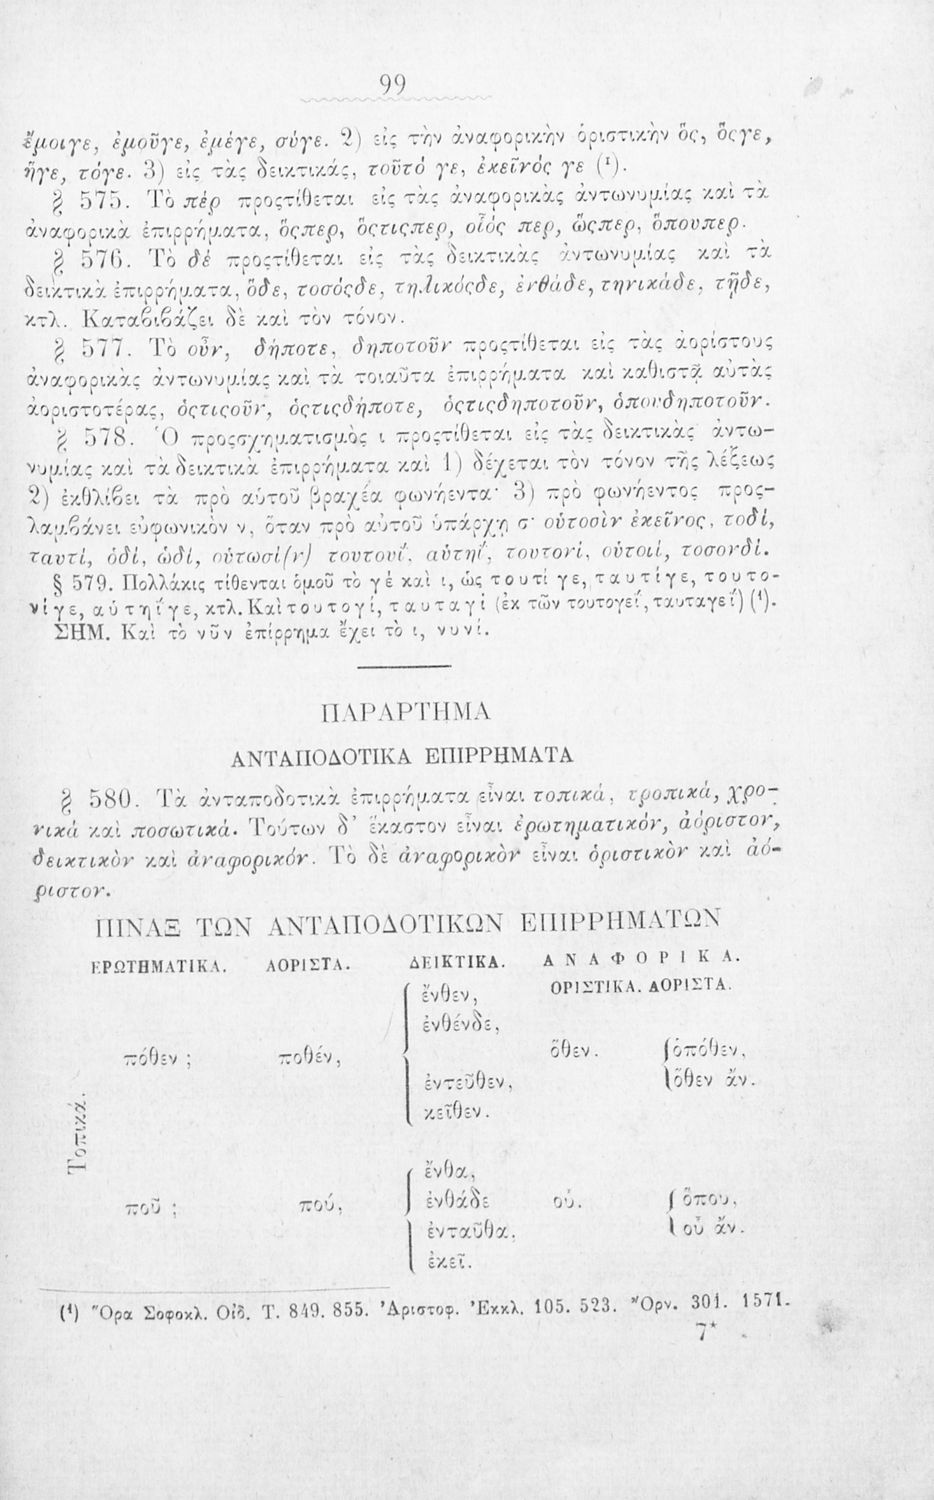 99
ἔμοιγε, ἐμοῦγε, ἐμέγε, σύγε. 2) εἰς τὴν ἀναφορικὴν ὁριστικὴν ὅς, ὅςγε,
ἥγε, τόγε. 3) εἰς τὰς δεικτικάς, τοῦτό γε, ἐκεῖνός γε (¹).
§ 575. Τὸ πέρ προςτίθεται εἰς τὰς ἀναφορικὰς ἀντωνυμίας καὶ τὰ
ἀναφορικὰ ἐπιρρήματα, ὅςπερ, ὅςτιςπερ, οἷός περ, ὥςπερ, ὅπουπερ.
§ 576. Τὸ δέ προςτίθεται εἰς τὰς δεικτικὰς ἀντωνυμίας καὶ τὰ
δεικτικὰ ἐπιρρήματα, ὅδε, τοσόςδε, τηλικόςδε, ἐνθάδε, τηνικάδε, τῇδε,
κτλ. Καταβιβάζει δὲ καὶ τὸν τόνον.
§ 577. Τὸ οὖν, δήποτε, δηποτοῦν προςτίθεται εἰς τὰς ἀορίστους
ἀναφορικὰς ἀντωνυμίας καὶ τὰ τοιαῦτα ἐπιρρήματα καὶ καθιστᾷ αὐτὰς
ἀοριστοτέρας, ὁςτιςοῦν, ὁςτιςδήποτε, ὁςτιςδηποτοῦν, ὁπουδηποτοῦν.
§ 578. Ὁ προςσχηματισμὸς ι προςτίθεται εἰς τὰς δεικτικὰς ἀντω-
νυμίας καὶ τὰ δεικτικὰ ἐπιρρήματα καὶ 1) δέχεται τὸν τόνον τῆς λέξεως
2) ἐκθλίβει τὰ πρὸ αὑτοῦ βραχέα φωνήεντα· 3) πρὸ φωνήεντος προς-
λαμβάνει εὐφωνικὸν ν, ὅταν πρὸ αὐτοῦ ὑπάρχῃ σ· οὑτοσὶν ἐκεῖνος, τοδί,
ταυτί, ὁδί, ὡδί, οὑτωσί(ν) τουτουΐ, αὑτηΐ, τουτονί, οὑτοιί, τοσονδί.
§ 579. Πολλάκις τίθενται ὁμοῦ τὸ γέ καὶ ι, ὡς τουτί γε, ταυτίγε, τουτο-
νίγε, αὑτηΐγε, κτλ. Καὶ τουτογί, ταυταγί (ἐκ τῶν τουτογεΐ, ταυταγεΐ) (¹).
ΣΗΜ. Καὶ τὸ νῦν ἐπίρρημα ἔχει τὸ ι, νυνί.
ΠΑΡΑΡΤΗΜΑ
ΑΝΤΑΠΟΔΟΤΙΚΑ ΕΠΙΡΡΗΜΑΤΑ
§ 580. Τὰ ἀνταποδοτικὰ ἐπιρρήματα εἶναι τοπικά, τροπικά, χρο-
νικά καὶ ποσωτικά. Τούτων δ' ἕκαστον εἶναι ἐρωτηματικόν, ἀόριστον,
δεικτικὸν καὶ ἀναφορικόν. Τὸ δὲ ἀναφορικὸν εἶναι ὁριστικὸν καὶ ἀό-
ριστον.
ΠΙΝΑΞ ΤΩΝ ΑΝΤΑΠΟΔΟΤΙΚΩΝ ΕΠΙΡΡΗΜΑΤΩΝ
ΕΡΩΤΗΜΑΤΙΚΑ. ΑΟΡΙΣΤΑ. ΔΕΙΚΤΙΚΑ. ΑΝΑΦΟΡΙΚΑ.
ΟΡΙΣΤΙΚΑ. ΑΟΡΙΣΤΑ.
Τοπικά.
ἔνθεν,
ἐνθένδε,
πόθεν ; ποθέν, ὅθεν. ὁπόθεν,
ἐντεῦθεν, ὅθεν ἄν.
κεῖθεν.
ἔνθα,
ποῦ ; πού, ἐνθάδε οὗ. ὅπου,
ἐνταῦθα, οὗ ἄν.
ἐκεῖ.
(¹) Ὅρα Σοφοκλ. Οἰδ. Τ. 849. 855. Ἀριστοφ. Ἐκκλ. 105. 523. Ὄρν. 301. 1571.
7*